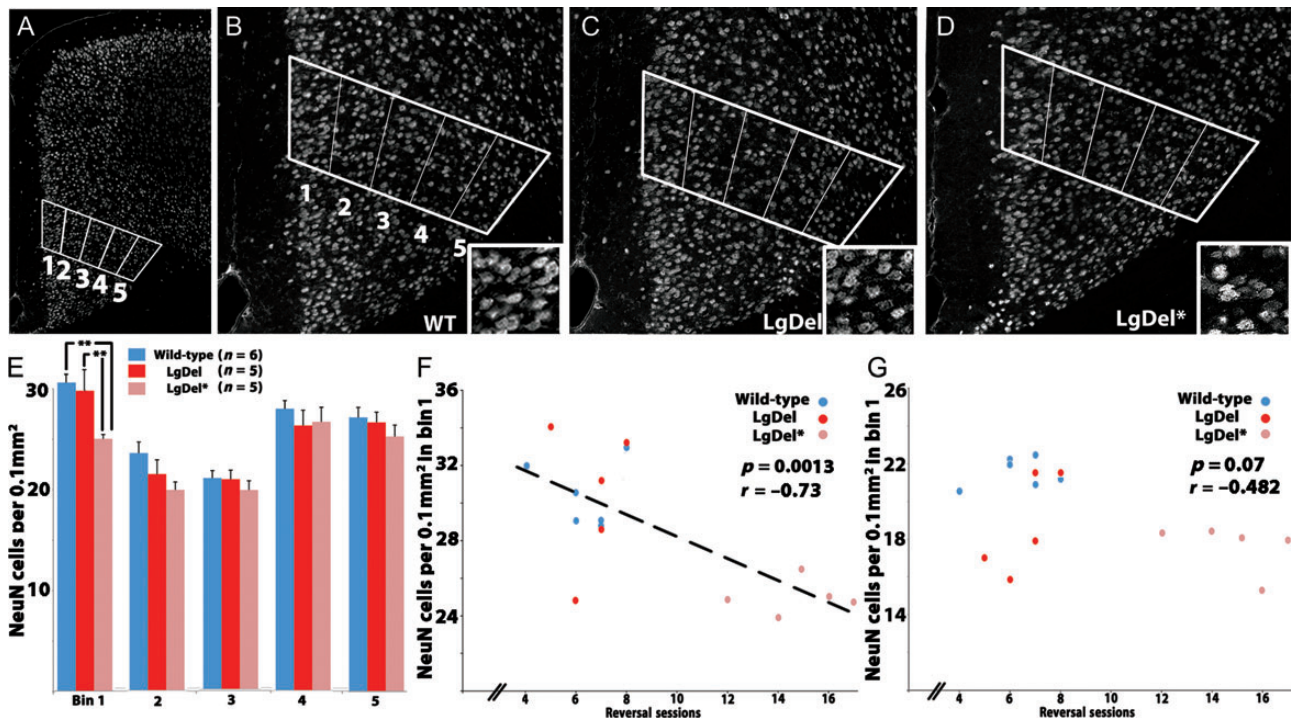 A
1 2 3 4 5
B
1 2 3 4 5
WT
C
LgDel
D
LgDel*
E
NeuN cells per 0.1mm²
30
20
10
**
**
Wild-type (n = 6)
LgDel (n = 5)
LgDel* (n = 5)
Bin 1 2 3 4 5
F
NeuN cells per 0.1mm² in bin 1
36
32
28
24
Wild-type
LgDel
LgDel*
p = 0.0013
r = –0.73
// 4 6 8 10 12 14 16
Reversal sessions
G
NeuN cells per 0.1mm² in bin 1
26
22
18
14
Wild-type
LgDel
LgDel*
p = 0.07
r = –0.482
// 4 6 8 10 12 14 16
Reversal sessions